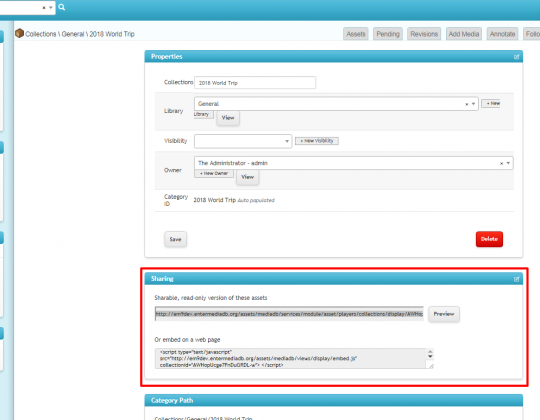 Collections \ General \ 2018 World Trip
Assets Pending Revisions Add Media Annotate Follo
Properties
Collections 2018 World Trip
Library General + New Library View
Visibility + New Visibility
Owner The Administrator - admin
+ New Owner View
Category ID 2018 World Trip Auto populated
Save Delete
Sharing
Sharable, read-only version of these assets
http://em9dev.entermediadb.org/assets/mediadb/services/module/asset/players/collections/display/AWHop Preview
Or embed on a web page
<script type="text/javascript"
src="http://em9dev.entermediadb.org/assets/mediadb/views/display/embed.js"
</script>
Category Path
Collections/General/2018 World Trip